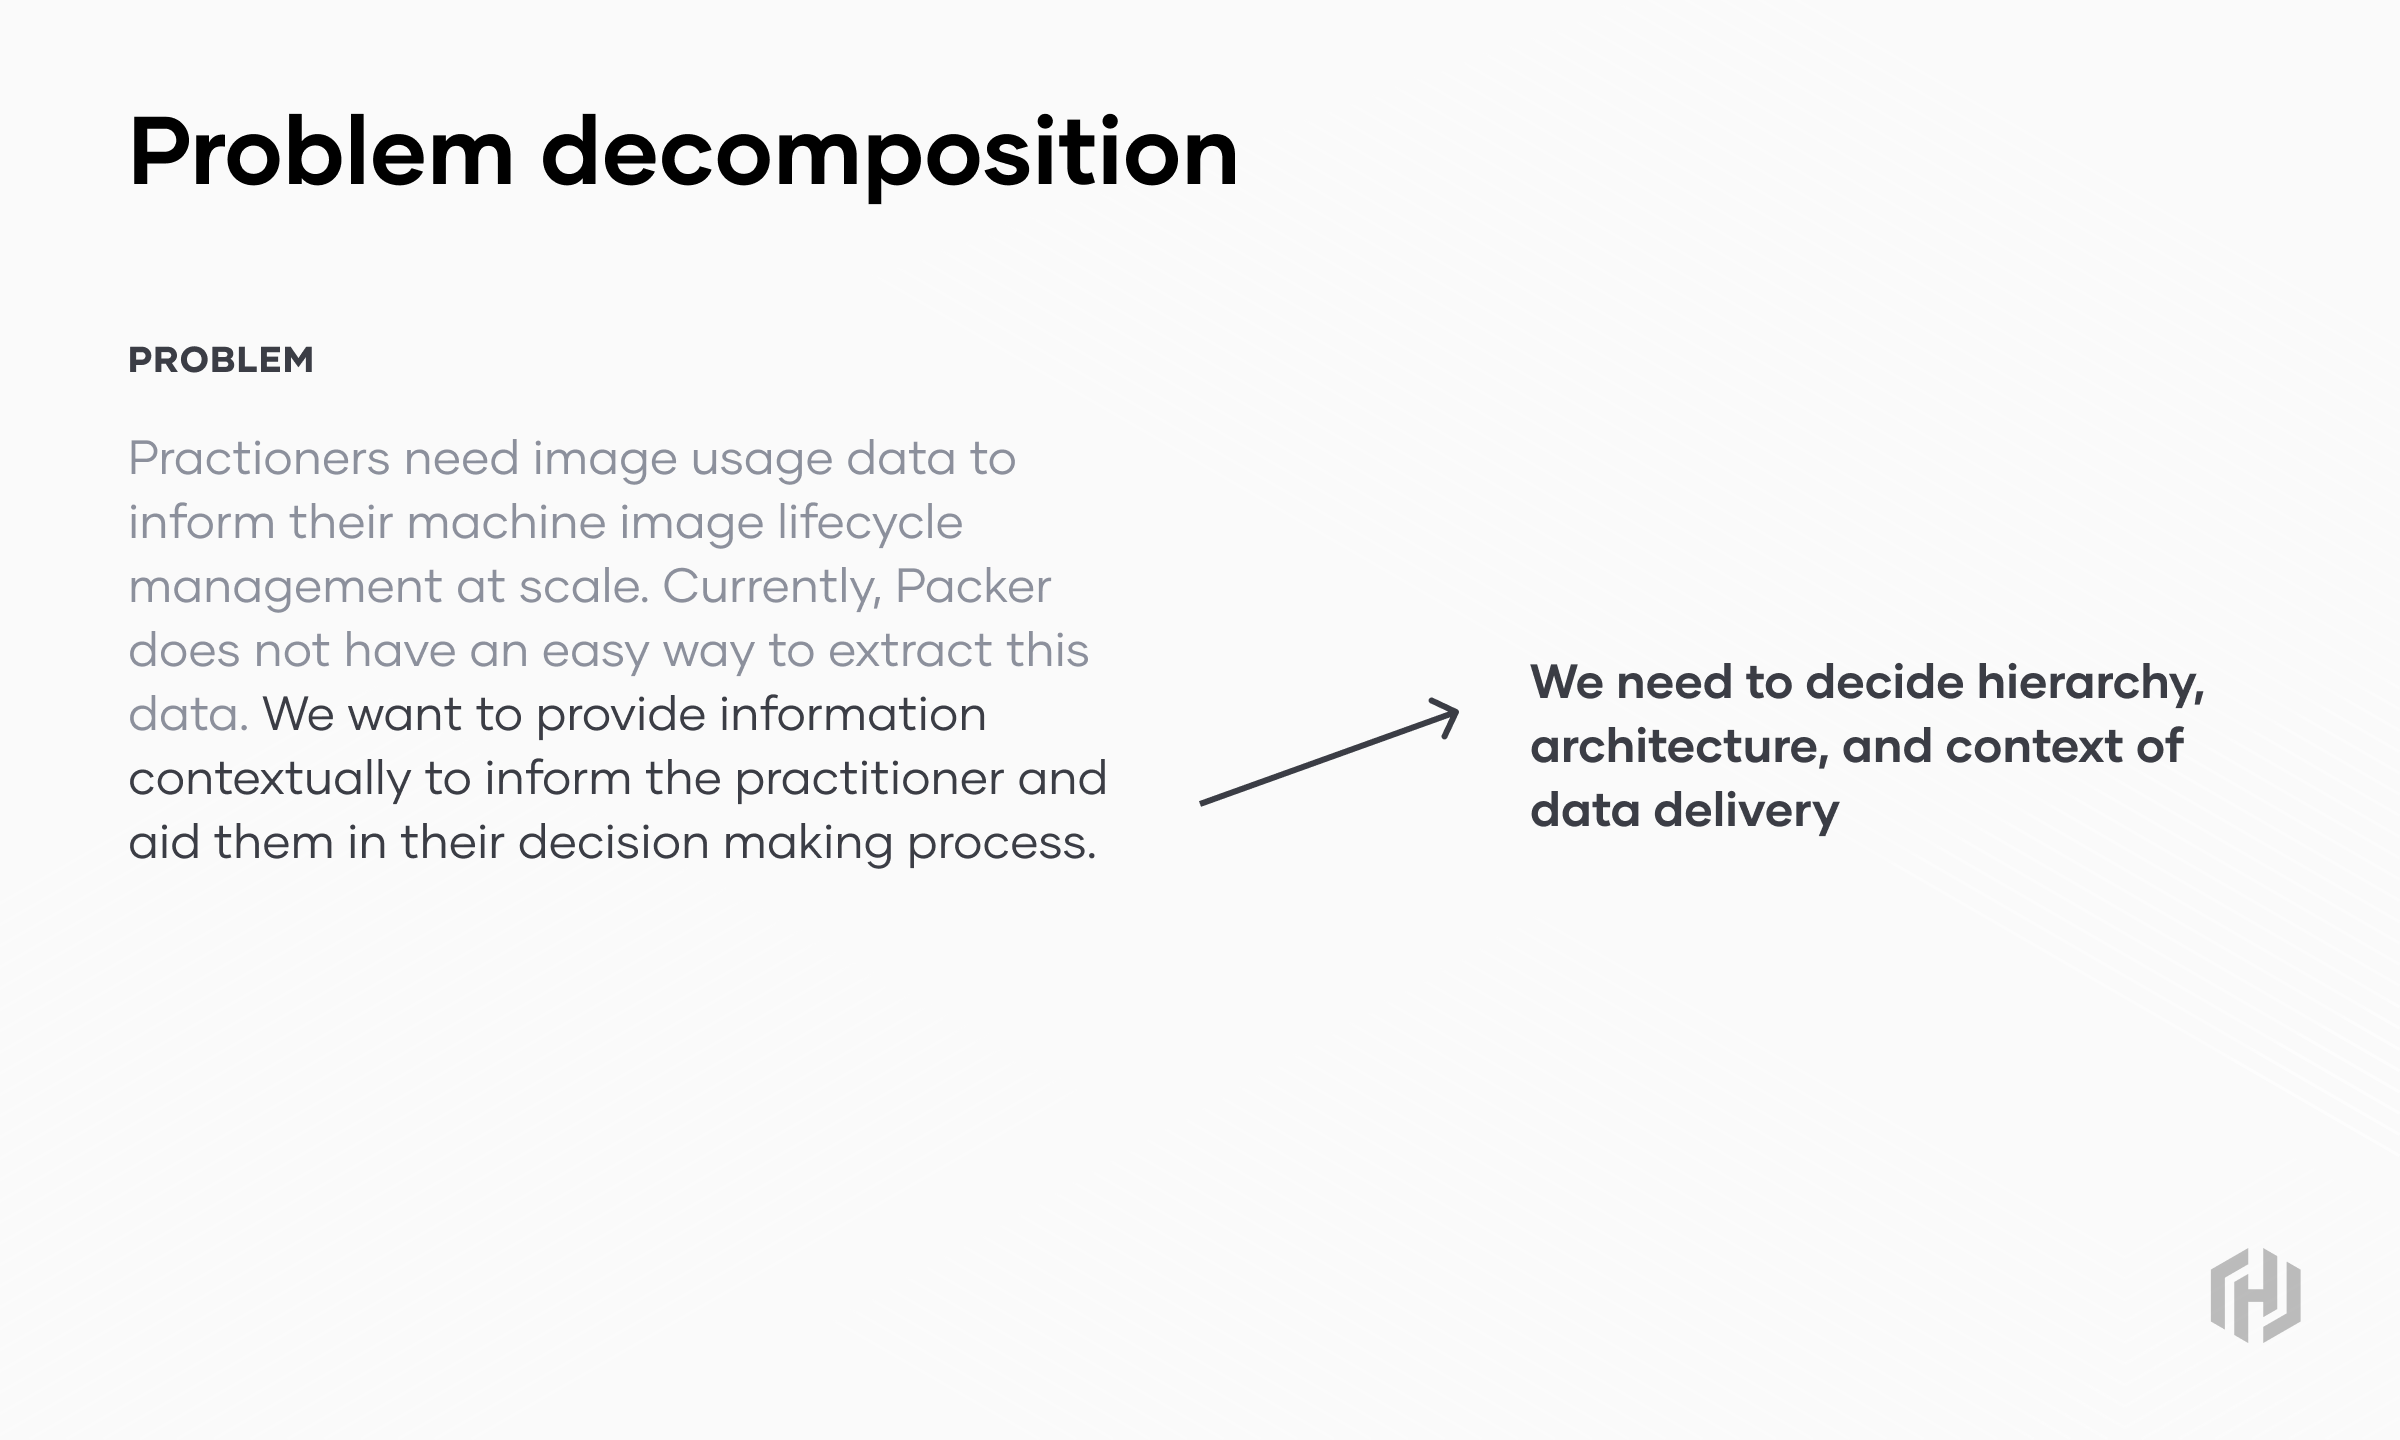 Problem decomposition
PROBLEM
Practioners need image usage data to
inform their machine image lifecycle
management at scale. Currently, Packer
does not have an easy way to extract this
data. We want to provide information
contextually to inform the practitioner and
aid them in their decision making process.
We need to decide hierarchy,
architecture, and context of
data delivery